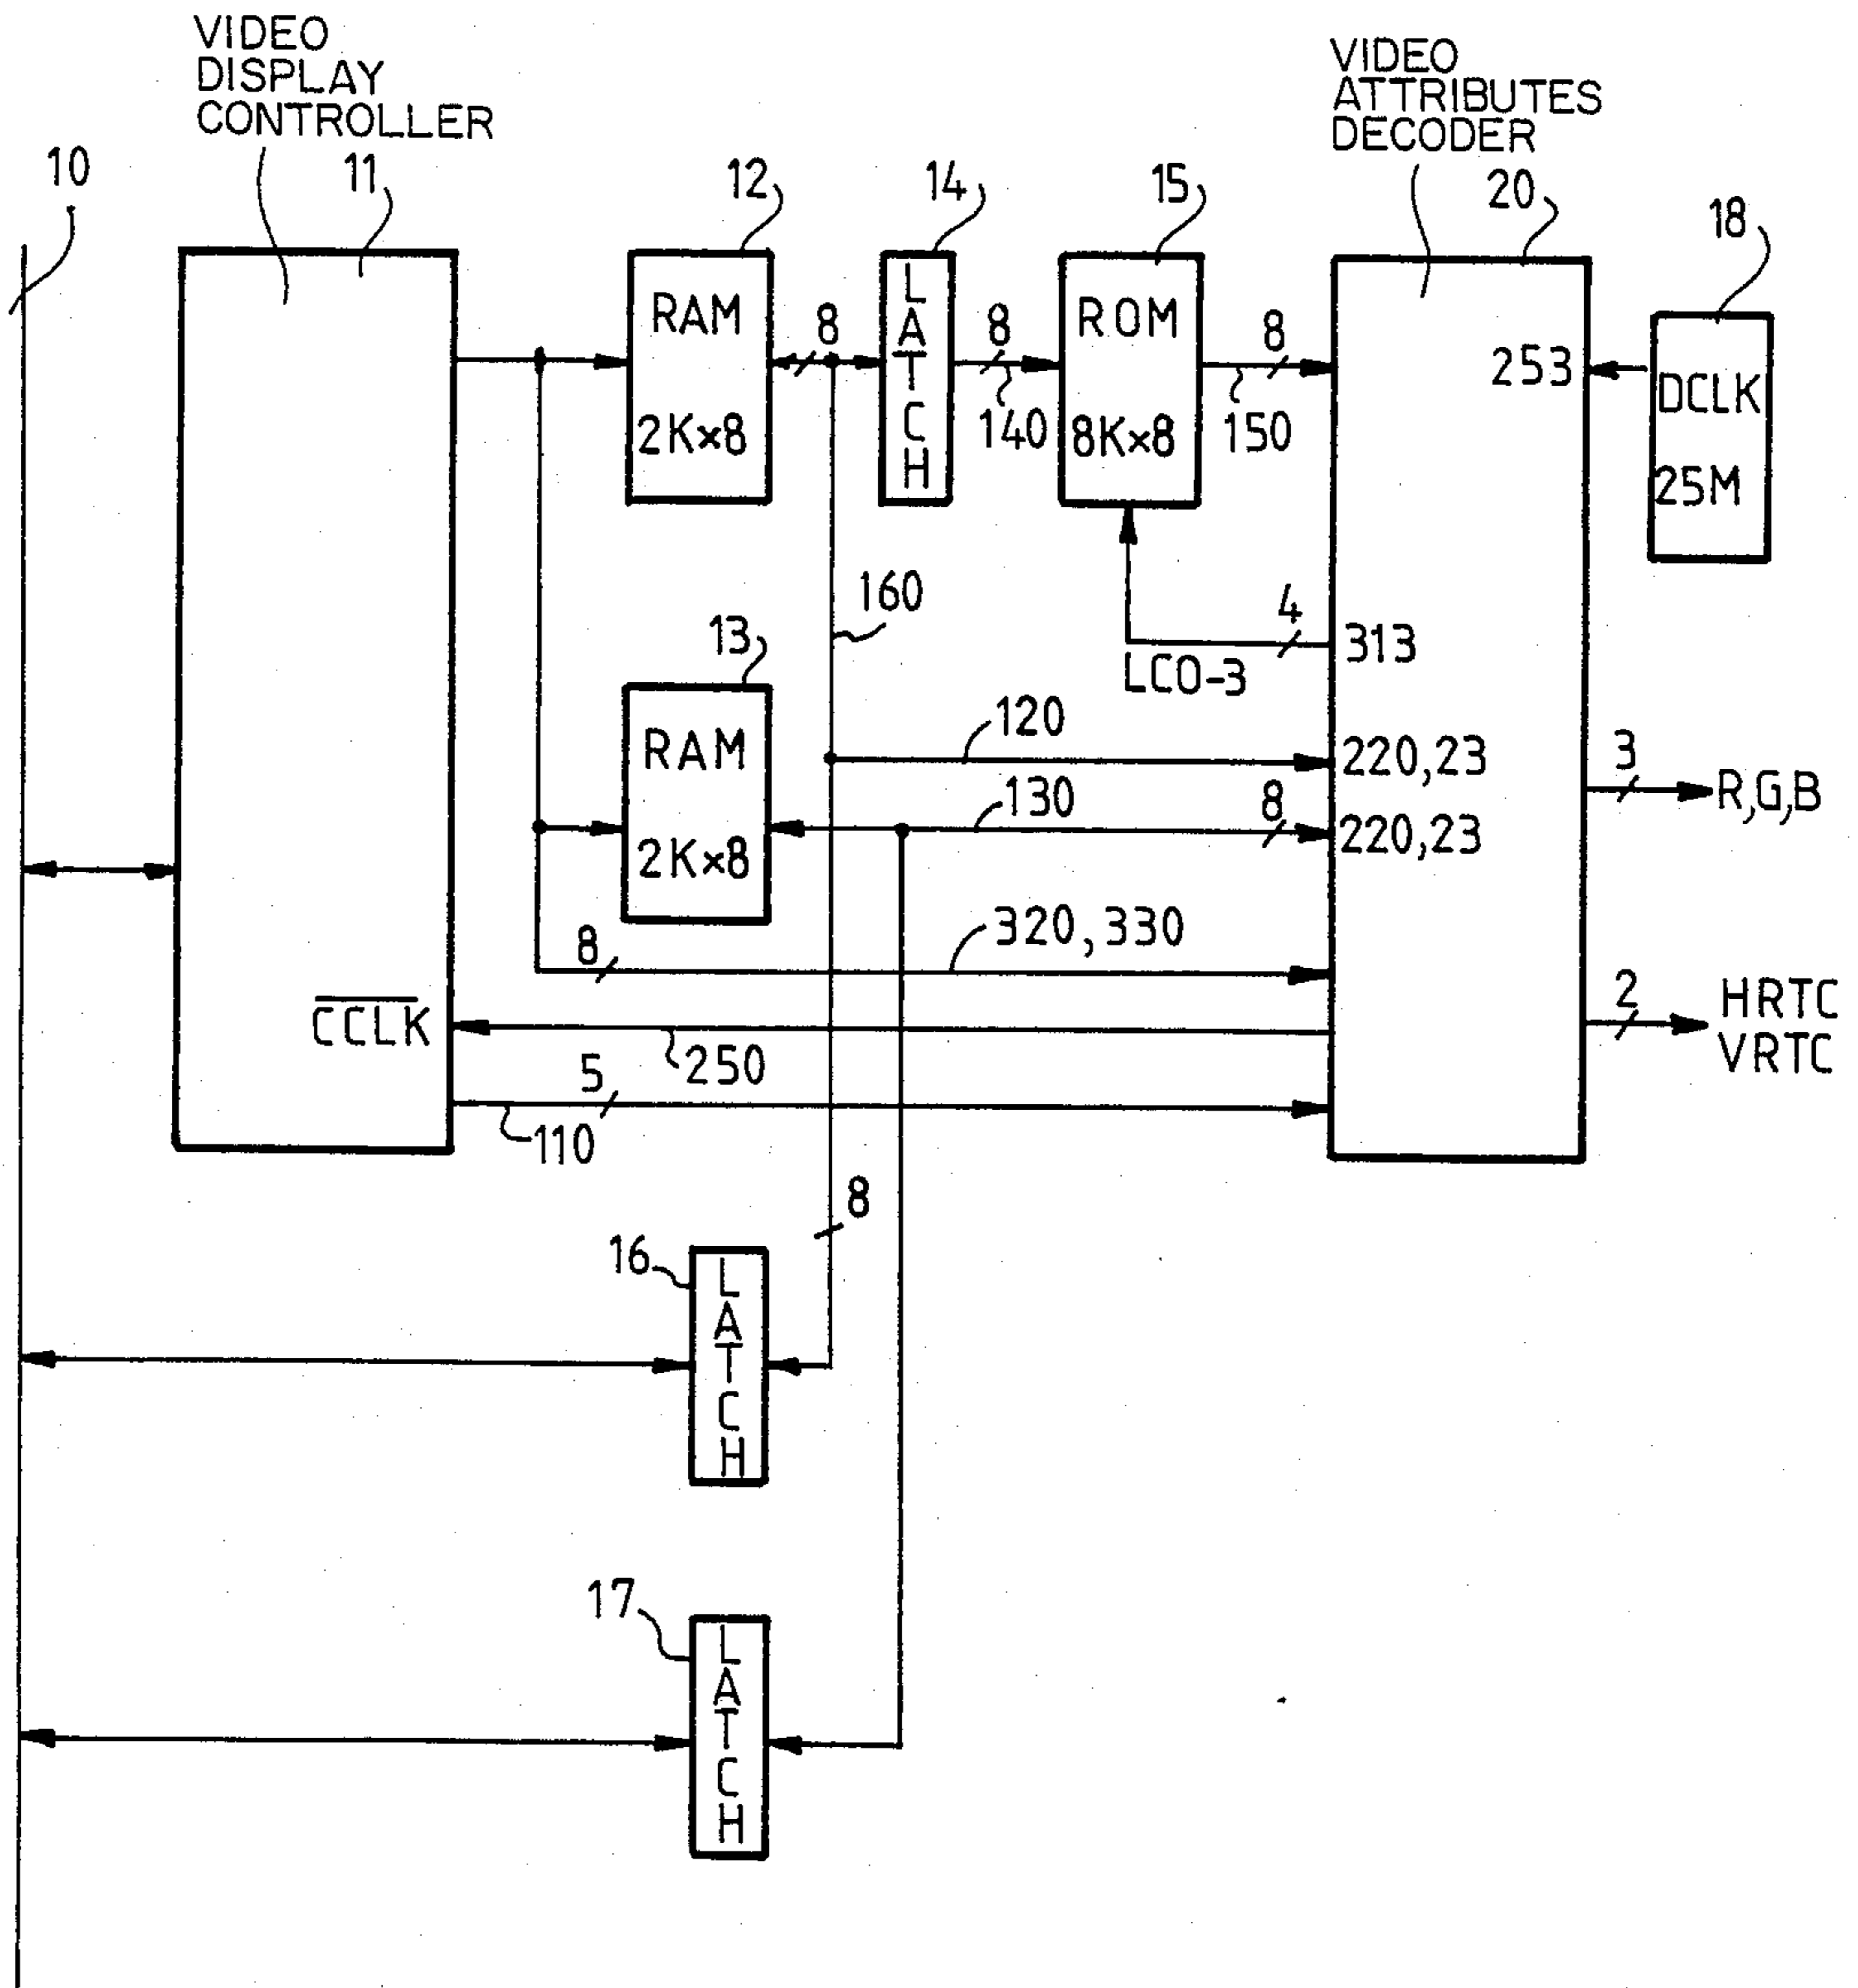 VIDEO
DISPLAY
CONTROLLER
VIDEO
ATTRIBUTES
DECODER
10
11
12
14
15
20
18
RAM
2K×8
8
LATCH
8
140
ROM
8K×8
8
150
253
DCLK
25M
160
4
313
LC0-3
13
RAM
2K×8
120
220,23
130
8
220,23
3
R,G,B
8
320,330
CCLK
250
2
HRTC
VRTC
5
110
8
16
LATCH
17
LATCH